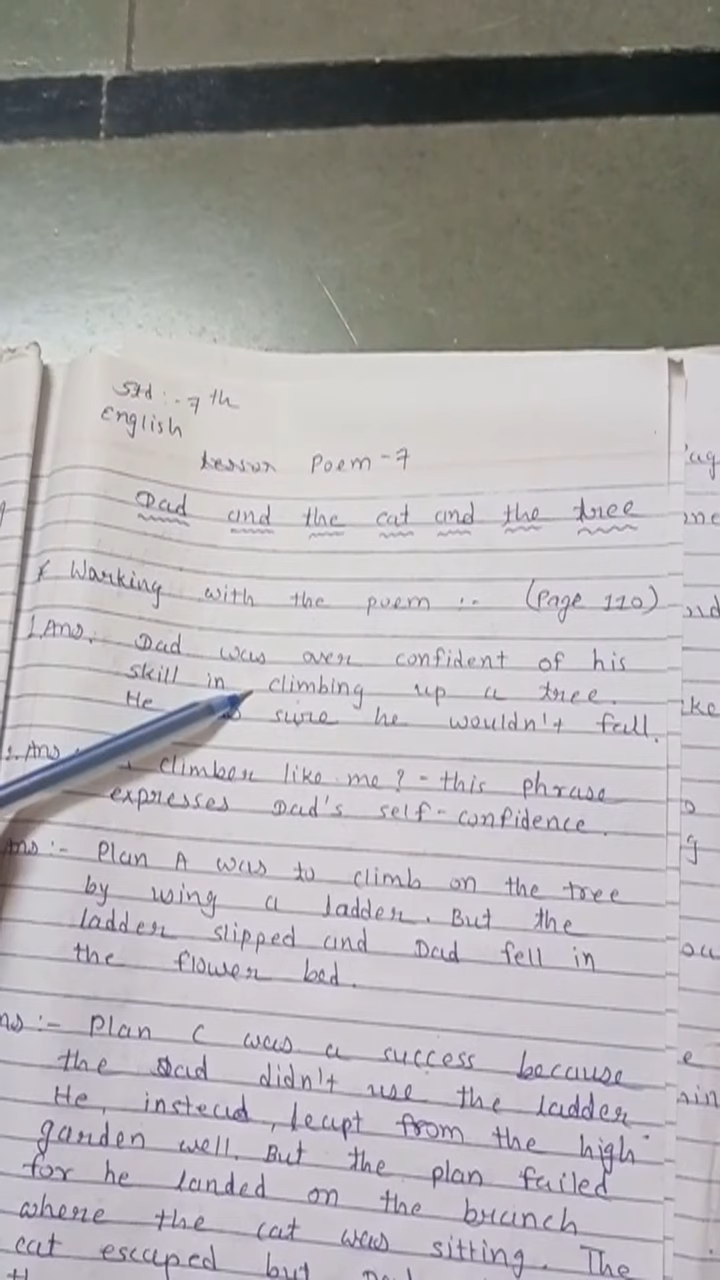 Std :- 7th
English
Lesson Poem - 7
Dad and the cat and the tree
* Working with the poem :- (Page 110)
1. Ans. Dad was over confident of his
skill in climbing up a tree.
He sure he wouldn't fall.
2. Ans climber like me? - this phrase
expresses Dad's self-confidence.
Ans :- Plan A was to climb on the tree
by using a ladder. But the
ladder slipped and Dad fell in
the flower bed.
ns :- Plan C was a success because
the Dad didn't use the ladder
He, instead, leapt from the high
garden well. But the plan failed
for he landed on the branch
where the cat was sitting. The
cat escaped but